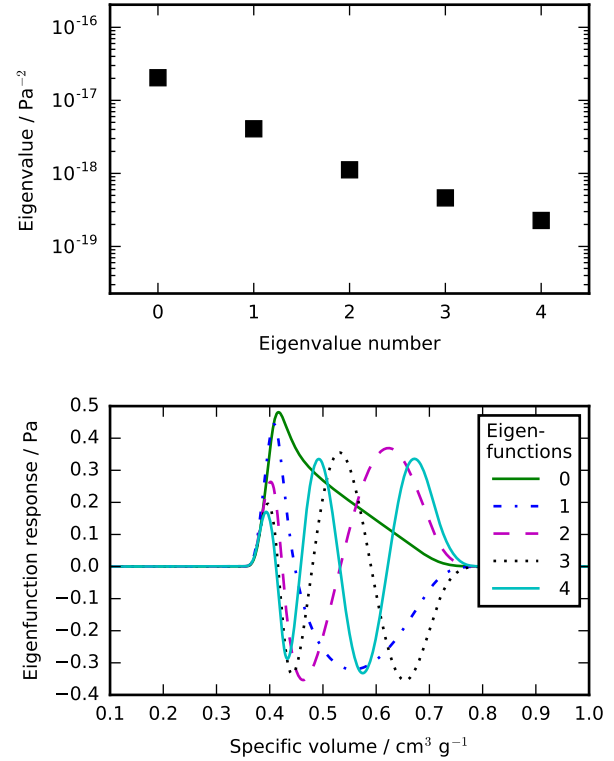 Eigenvalue / Pa⁻²
10⁻¹⁶
10⁻¹⁷
10⁻¹⁸
10⁻¹⁹
0 1 2 3 4
Eigenvalue number
Eigenfunction response / Pa
0.5
0.4
0.3
0.2
0.1
0.0
−0.1
−0.2
−0.3
−0.4
Eigen-
functions
0
1
2
3
4
0.1 0.2 0.3 0.4 0.5 0.6 0.7 0.8 0.9 1.0
Specific volume / cm³ g⁻¹